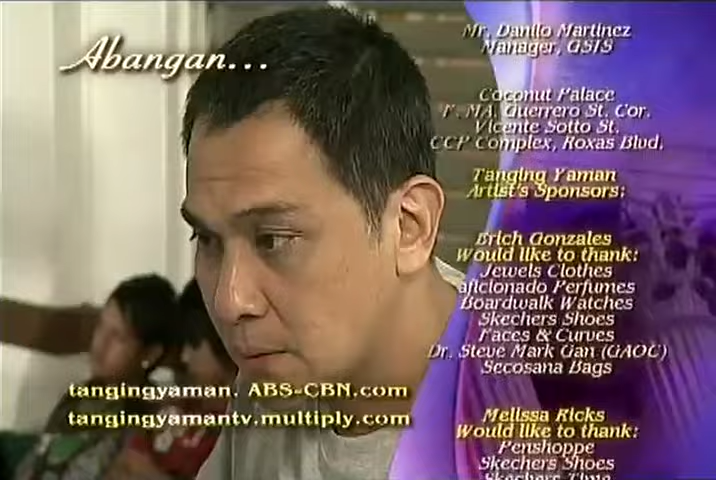 Abangan...
Mr. Danilo Martinez
Manager, GSIS
Coconut Palace
F. MA. Guerrero St. Cor.
Vicente Sotto St.
CCP Complex, Roxas Blvd.
Tanging Yaman
Artist's Sponsors:
Erich Gonzales
Would like to thank:
Jewels Clothes
aficionado Perfumes
Boardwalk Watches
Skechers Shoes
Faces & Curves
Dr. Steve Mark Gan (GAOC)
Secosana Bags
Melissa Ricks
Would like to thank:
Penshoppe
Skechers Shoes
Skechers Time
tangingyaman. ABS-CBN.com
tangingyamantv.multiply.com